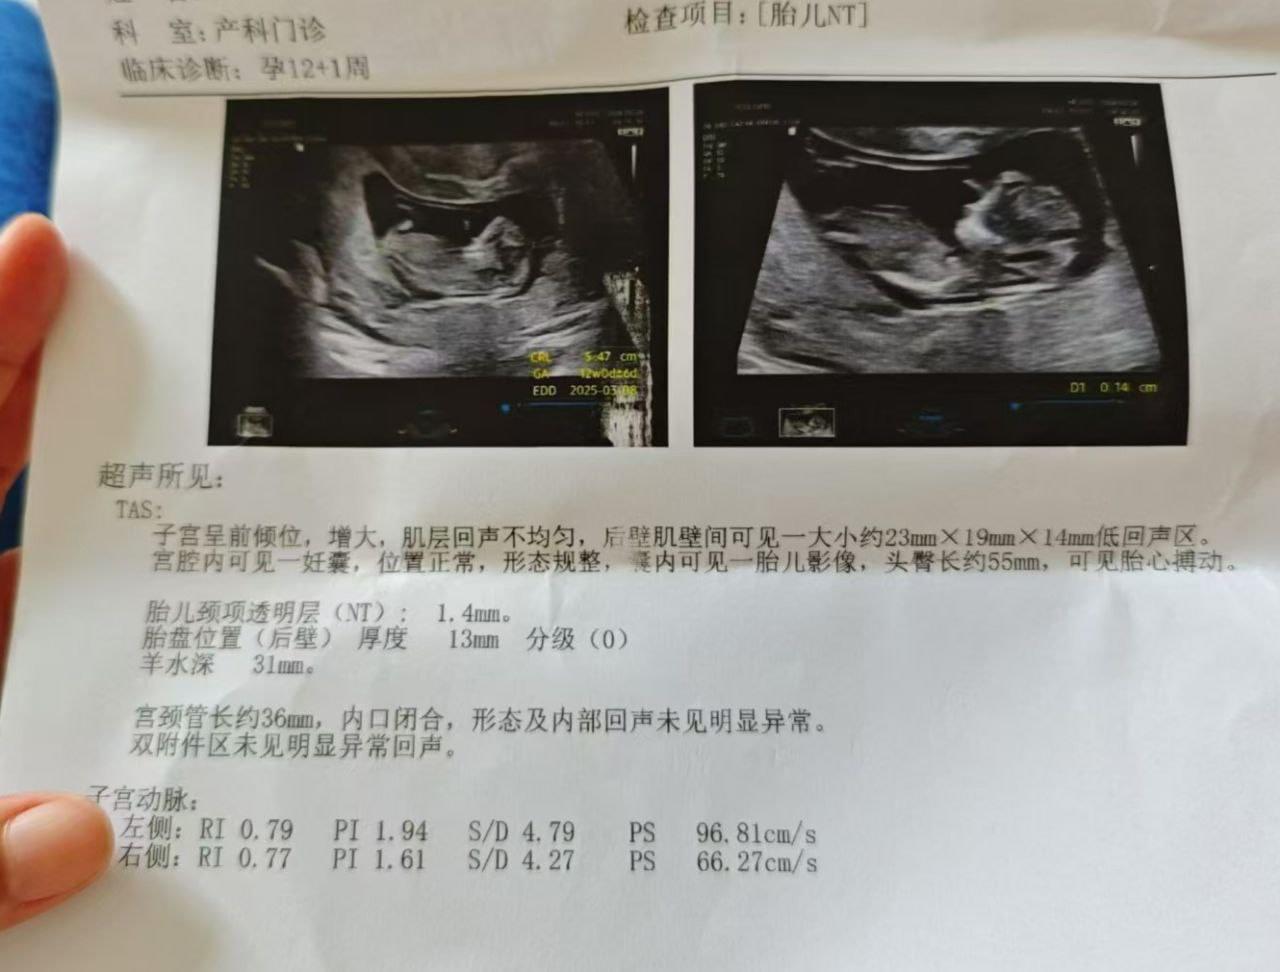 科　室：产科门诊
检查项目：[胎儿NT]
临床诊断：孕12+1周
CRL 5.47 cm
GA 12w0d±6d
EDD 2025-03-08
D1 0.14 cm
超声所见：
TAS:
子宫呈前倾位，增大，肌层回声不均匀，后壁肌壁间可见一大小约23mm×19mm×14mm低回声区。
宫腔内可见一妊囊，位置正常，形态规整，囊内可见一胎儿影像，头臀长约55mm，可见胎心搏动。
胎儿颈项透明层（NT）： 1.4mm。
胎盘位置（后壁） 厚度 13mm 分级（0）
羊水深 31mm。
宫颈管长约36mm，内口闭合，形态及内部回声未见明显异常。
双附件区未见明显异常回声。
子宫动脉：
左侧：RI 0.79 PI 1.94 S/D 4.79 PS 96.81cm/s
右侧：RI 0.77 PI 1.61 S/D 4.27 PS 66.27cm/s